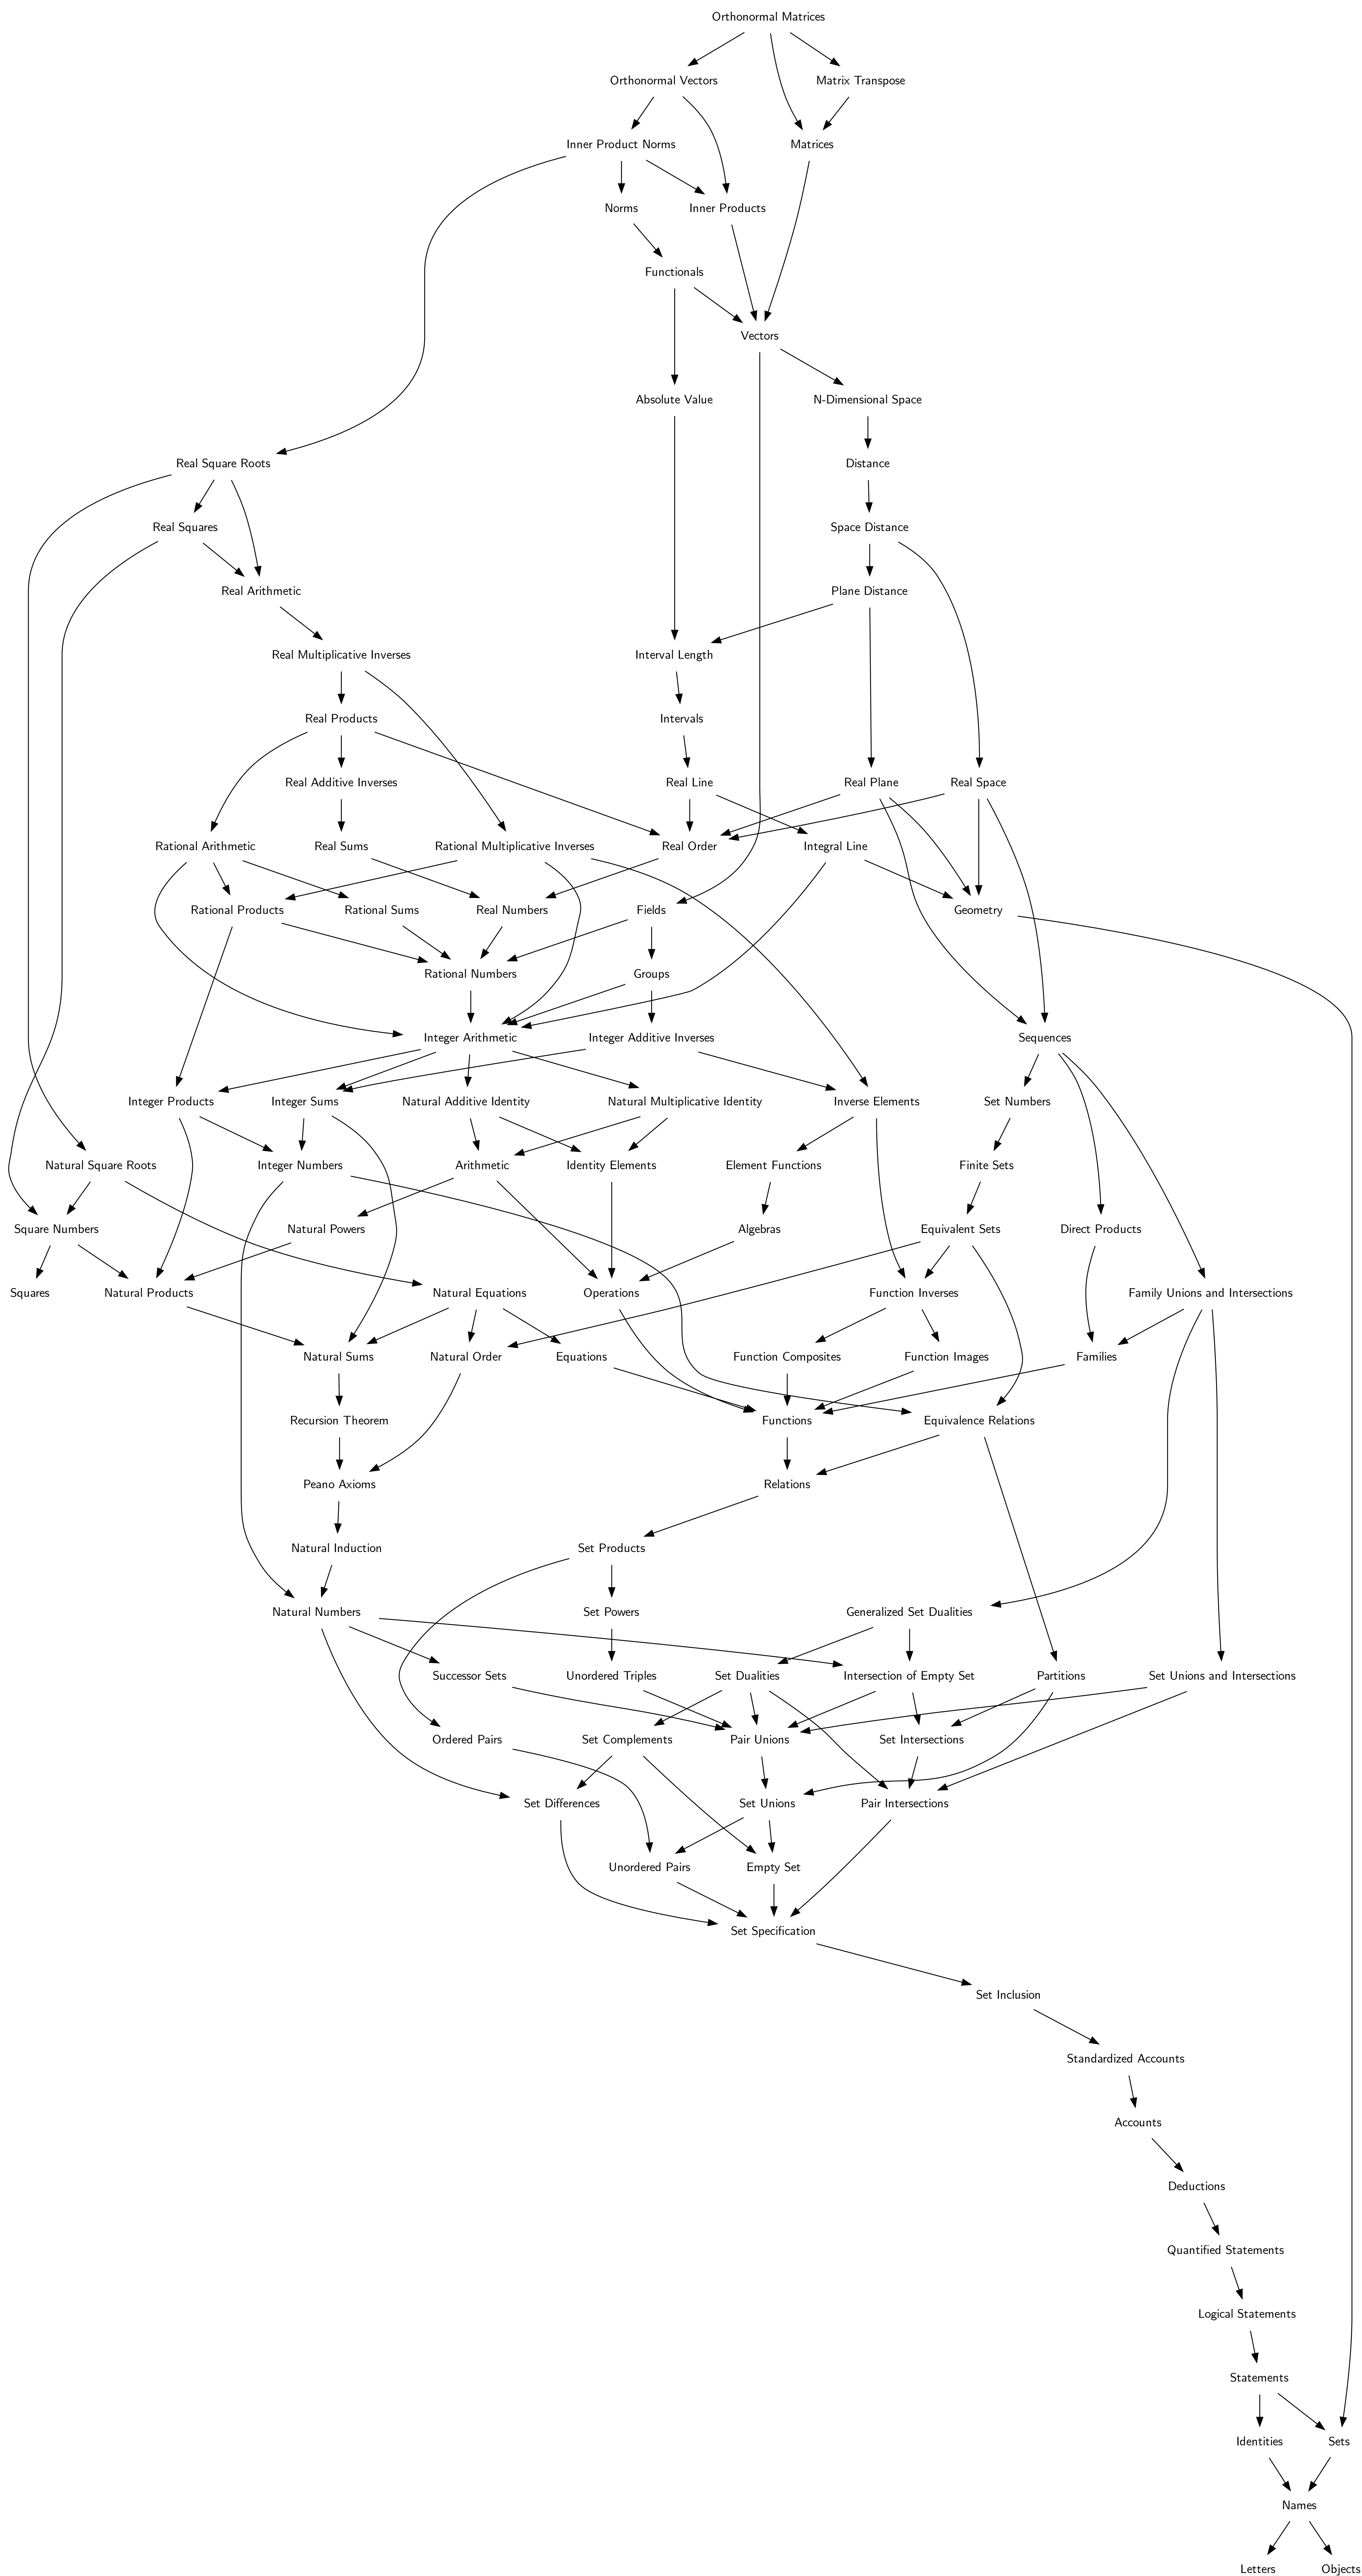 Orthonormal Matrices
Orthonormal Vectors
Matrix Transpose
Inner Product Norms
Matrices
Norms
Inner Products
Functionals
Vectors
Absolute Value
N-Dimensional Space
Real Square Roots
Distance
Real Squares
Space Distance
Real Arithmetic
Plane Distance
Real Multiplicative Inverses
Interval Length
Real Products
Intervals
Real Additive Inverses
Real Line
Real Plane
Real Space
Rational Arithmetic
Real Sums
Rational Multiplicative Inverses
Real Order
Integral Line
Rational Products
Rational Sums
Real Numbers
Fields
Geometry
Rational Numbers
Groups
Integer Arithmetic
Integer Additive Inverses
Sequences
Integer Products
Integer Sums
Natural Additive Identity
Natural Multiplicative Identity
Inverse Elements
Set Numbers
Natural Square Roots
Integer Numbers
Arithmetic
Identity Elements
Element Functions
Finite Sets
Square Numbers
Natural Powers
Algebras
Equivalent Sets
Direct Products
Squares
Natural Products
Natural Equations
Operations
Function Inverses
Family Unions and Intersections
Natural Sums
Natural Order
Equations
Function Composites
Function Images
Families
Recursion Theorem
Functions
Equivalence Relations
Peano Axioms
Relations
Natural Induction
Set Products
Natural Numbers
Set Powers
Generalized Set Dualities
Successor Sets
Unordered Triples
Set Dualities
Intersection of Empty Set
Partitions
Set Unions and Intersections
Ordered Pairs
Set Complements
Pair Unions
Set Intersections
Set Differences
Set Unions
Pair Intersections
Unordered Pairs
Empty Set
Set Specification
Set Inclusion
Standardized Accounts
Accounts
Deductions
Quantified Statements
Logical Statements
Statements
Identities
Sets
Names
Letters
Objects